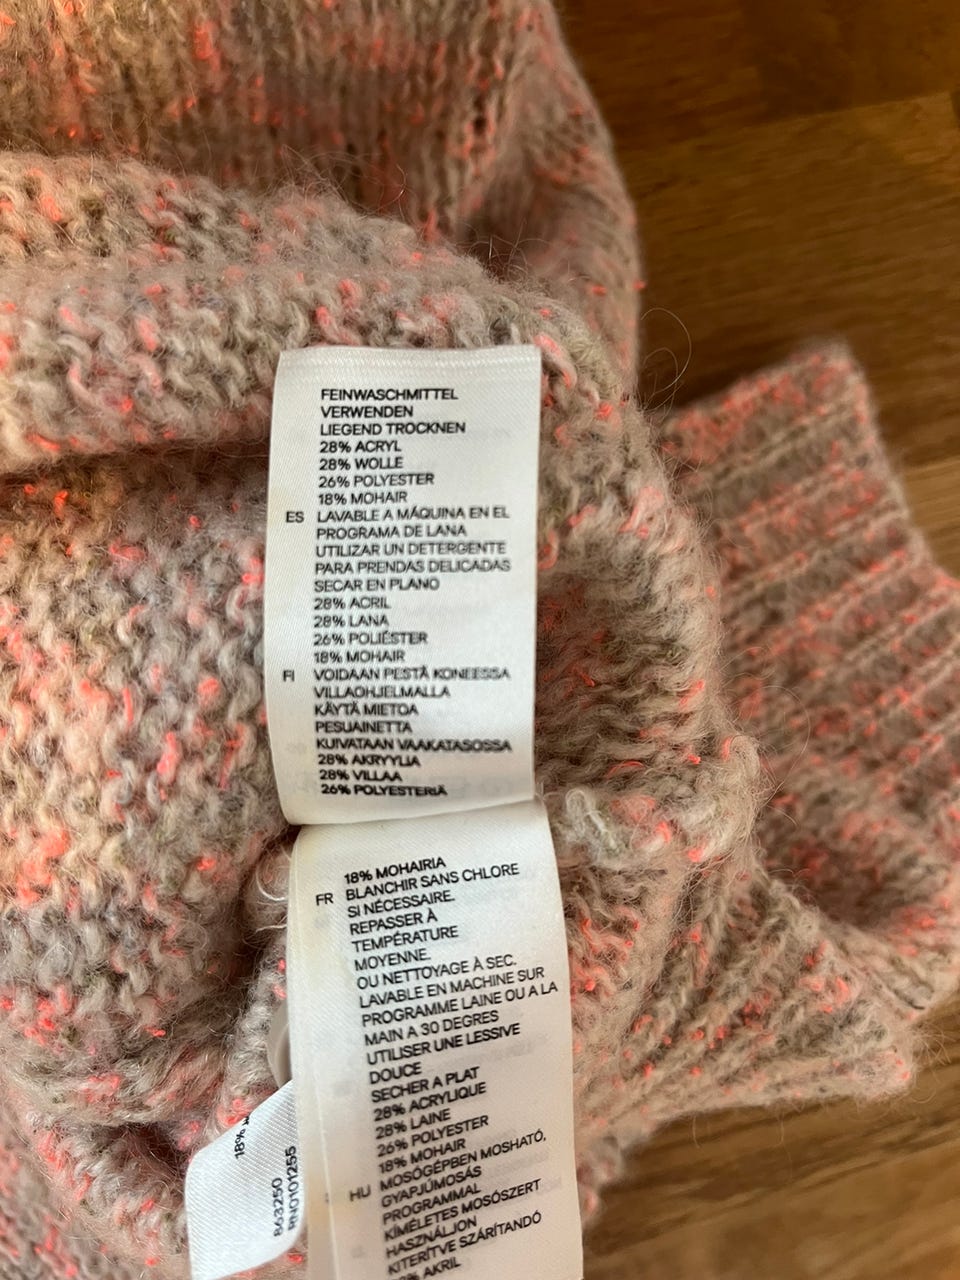 FEINWASCHMITTEL
VERWENDEN
LIEGEND TROCKNEN
28% ACRYL
28% WOLLE
26% POLYESTER
18% MOHAIR
ES LAVABLE A MÁQUINA EN EL
PROGRAMA DE LANA
UTILIZAR UN DETERGENTE
PARA PRENDAS DELICADAS
SECAR EN PLANO
28% ACRIL
28% LANA
26% POLIÉSTER
18% MOHAIR
FI VOIDAAN PESTÄ KONEESSA
VILLAOHJELMALLA
KÄYTÄ MIETOA
PESUAINETTA
KUIVATAAN VAAKATASOSSA
28% AKRYYLIA
28% VILLAA
26% POLYESTERIÄ
18% MOHAIRIA
FR BLANCHIR SANS CHLORE
SI NÉCESSAIRE.
REPASSER À
TEMPÉRATURE
MOYENNE.
OU NETTOYAGE À SEC.
LAVABLE EN MACHINE SUR
PROGRAMME LAINE OU A LA
MAIN A 30 DEGRES
UTILISER UNE LESSIVE
DOUCE
SECHER A PLAT
28% ACRYLIQUE
28% LAINE
26% POLYESTER
18% MOHAIR
HU MOSÓGÉPBEN MOSHATÓ,
GYAPJÚMOSÁS
PROGRAMMAL
KÍMÉLETES MOSÓSZERT
HASZNÁLJON
KITERÍTVE SZÁRÍTANDÓ
AKRIL
18%
863250
RN0101255